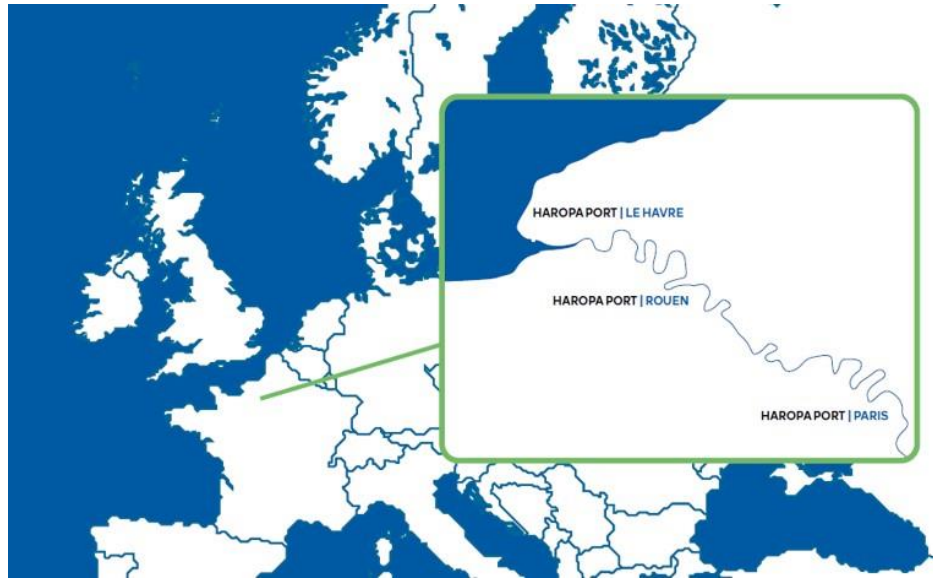 HAROPA PORT | LE HAVRE
HAROPA PORT | ROUEN
HAROPA PORT | PARIS